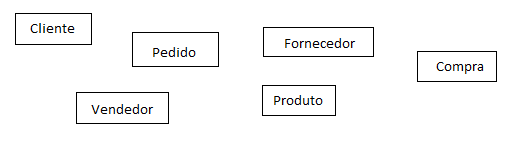 Cliente
Pedido
Fornecedor
Compra
Vendedor
Produto